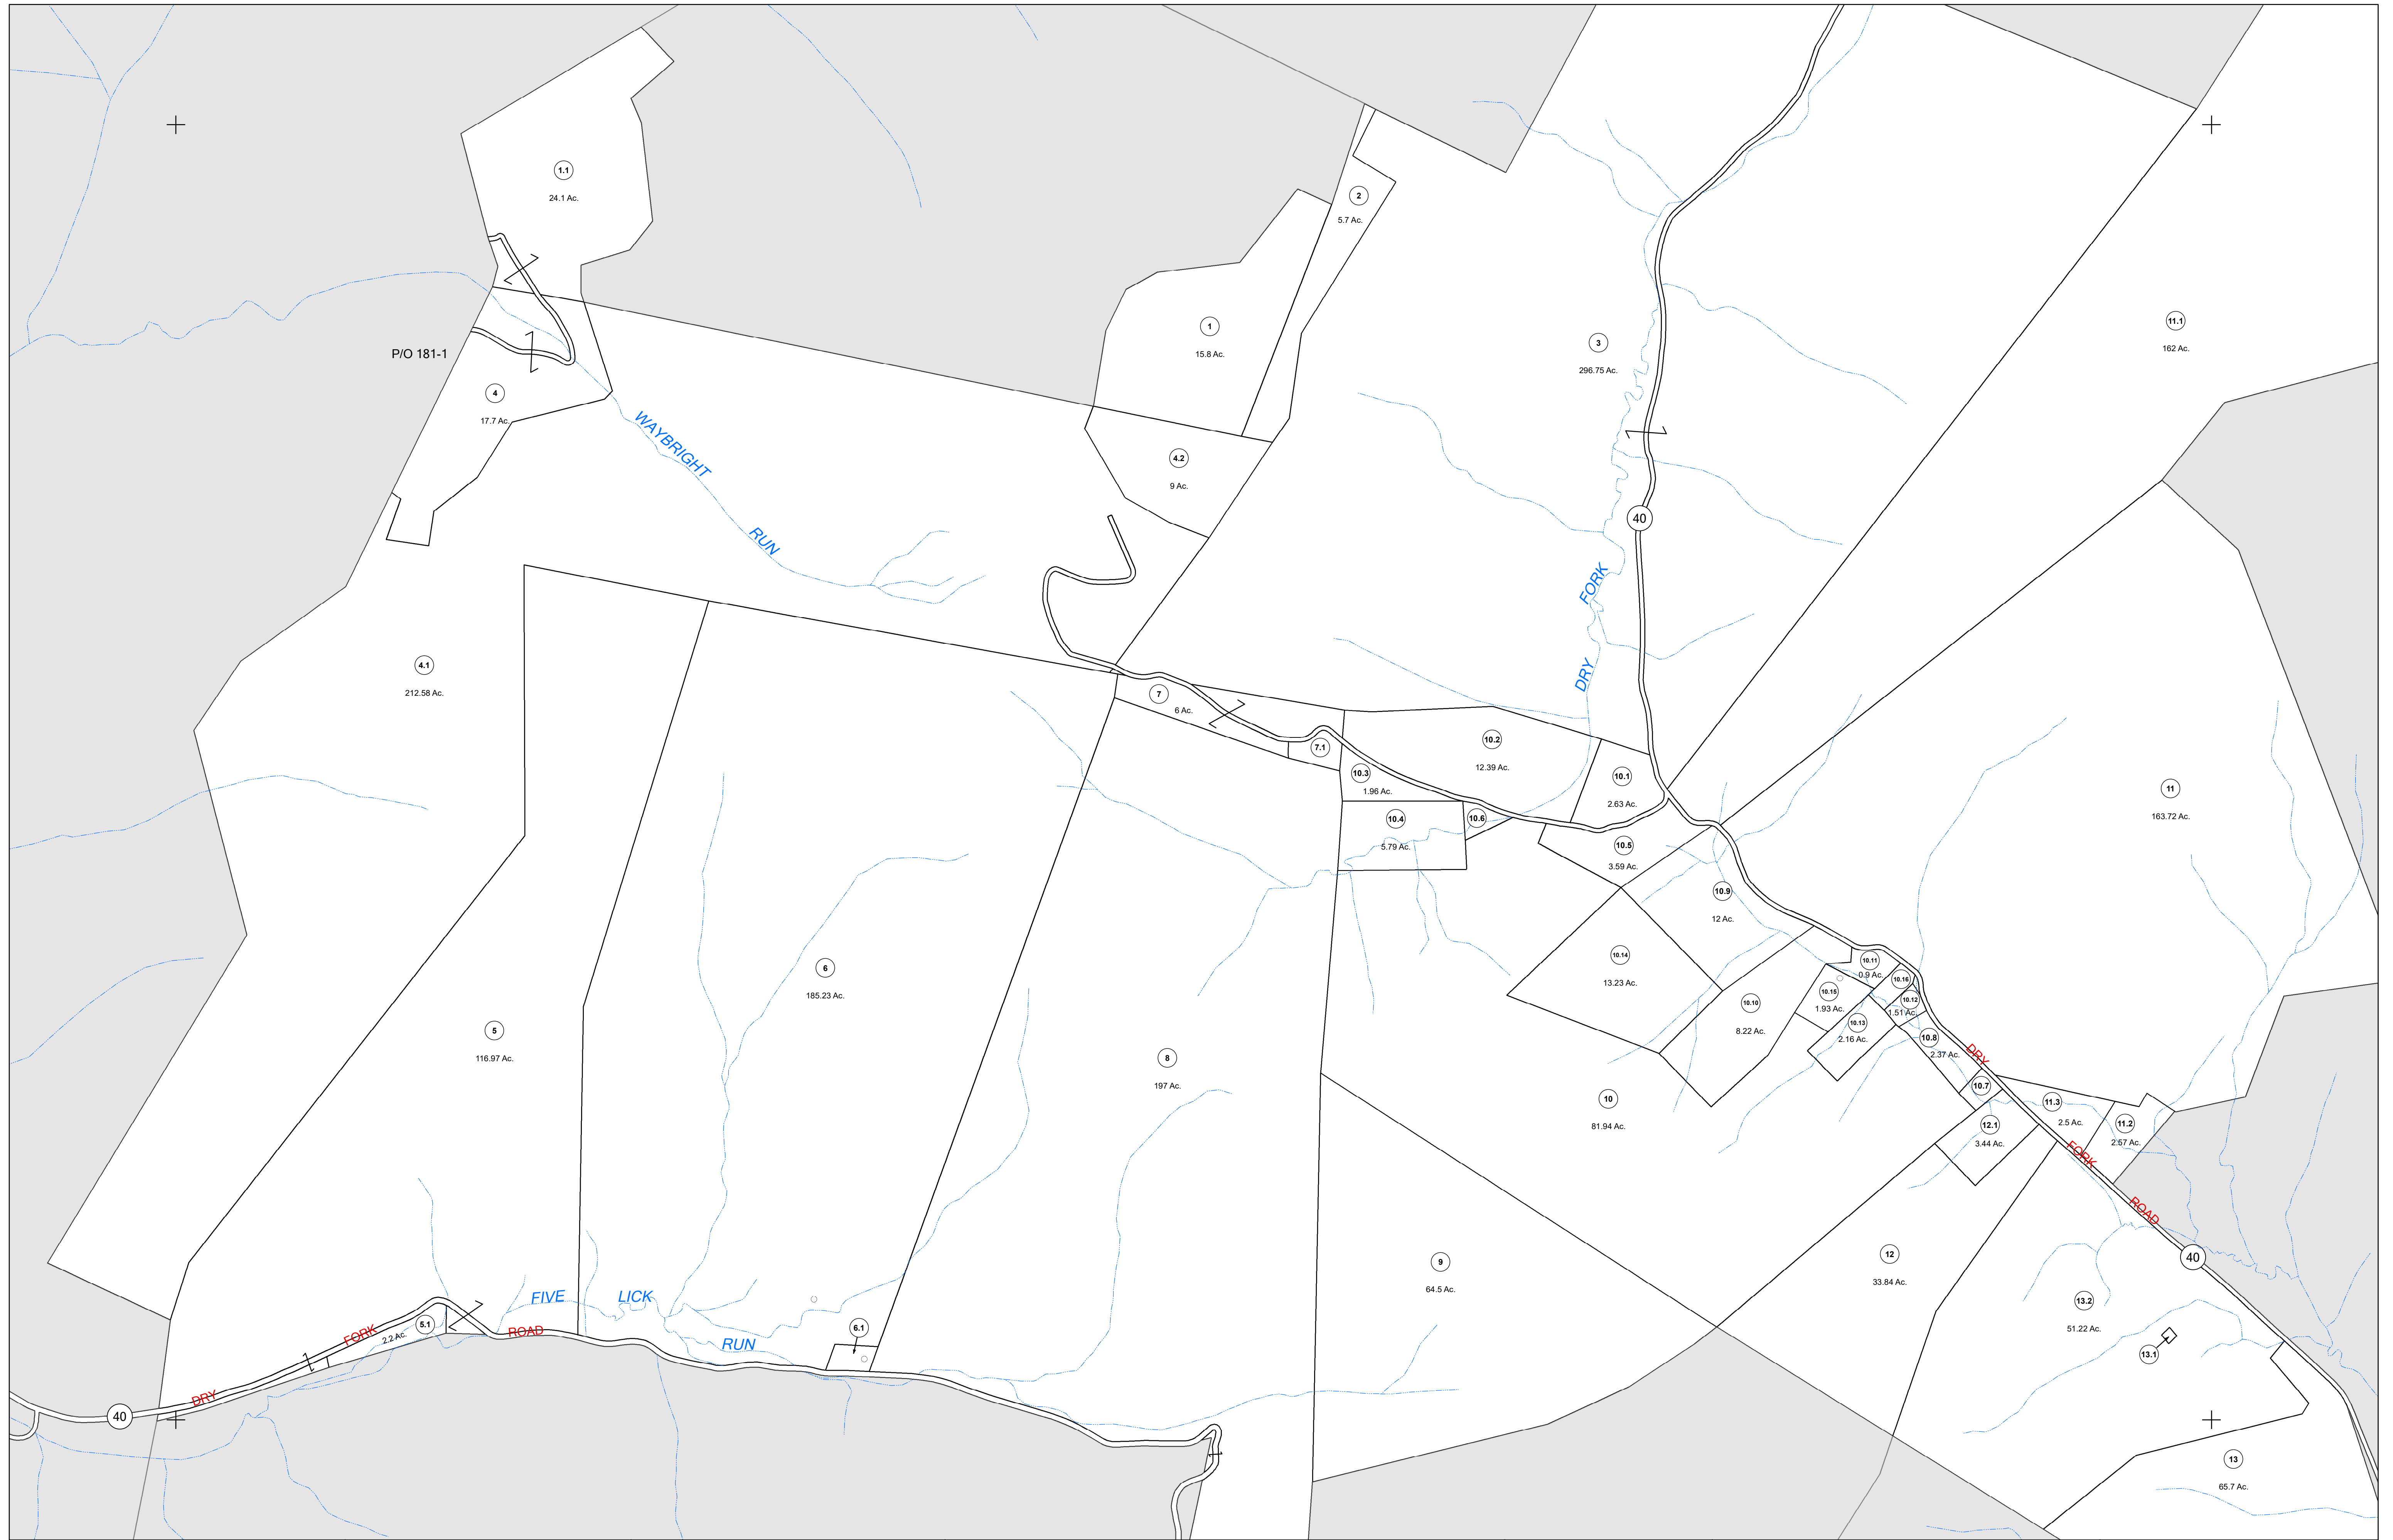 1.1
24.1 Ac.
2
5.7 Ac.
1
15.8 Ac.
3
296.75 Ac.
11.1
162 Ac.
P/O 181-1
4
17.7 Ac.
WAYBRIGHT
RUN
4.2
9 Ac.
40
FORK
DRY
4.1
212.58 Ac.
7
6 Ac.
7.1
10.2
12.39 Ac.
10.3
1.96 Ac.
10.1
2.63 Ac.
10.4
5.79 Ac.
10.6
10.5
3.59 Ac.
11
163.72 Ac.
10.9
12 Ac.
10.14
13.23 Ac.
10.11
0.9 Ac.
10.16
10.15
1.93 Ac.
10.12
1.51 Ac.
10.10
8.22 Ac.
10.13
2.16 Ac.
10.8
2.37 Ac.
6
185.23 Ac.
5
116.97 Ac.
8
197 Ac.
10
81.94 Ac.
10.7
DRY
FORK
ROAD
11.3
2.5 Ac.
11.2
2.57 Ac.
12.1
3.44 Ac.
9
64.5 Ac.
12
33.84 Ac.
40
13.2
51.22 Ac.
13.1
FIVE
LICK
RUN
5.1
2.2 Ac.
6.1
DRY
FORK
ROAD
40
13
65.7 Ac.